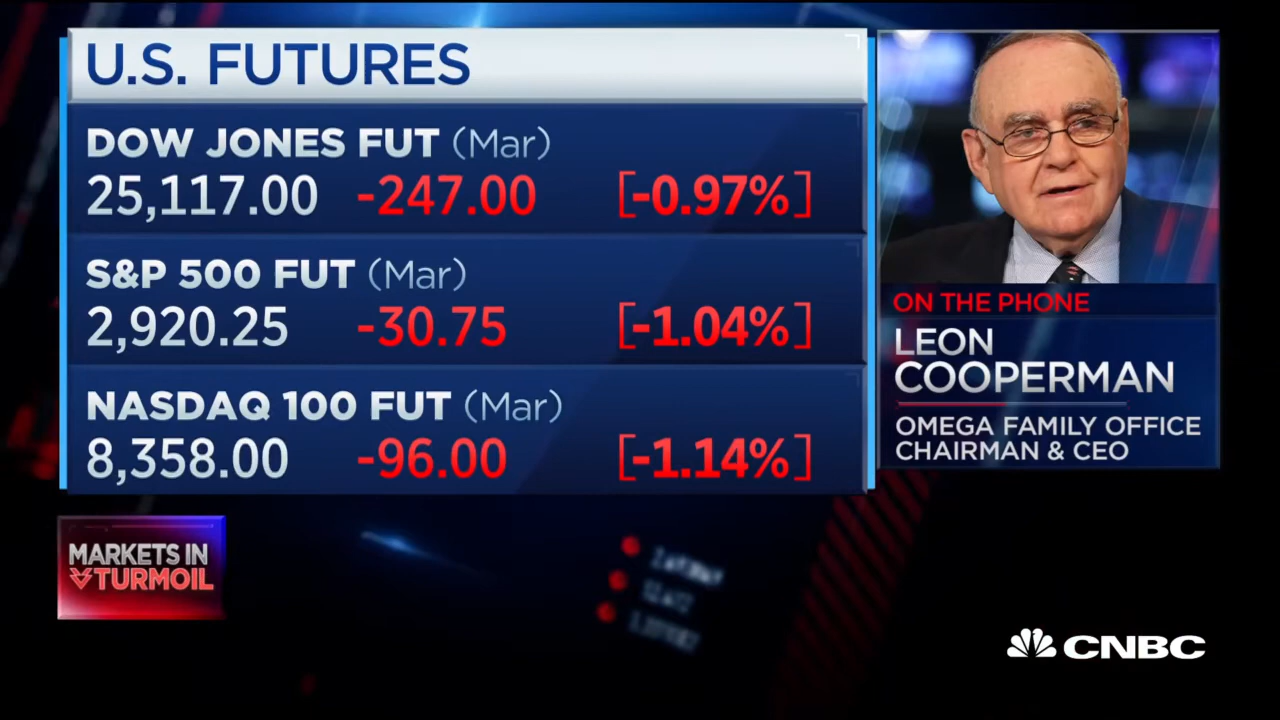 U.S. FUTURES
DOW JONES FUT (Mar)
25,117.00 -247.00 [-0.97%]
S&P 500 FUT (Mar)
2,920.25 -30.75 [-1.04%]
NASDAQ 100 FUT (Mar)
8,358.00 -96.00 [-1.14%]
ON THE PHONE
LEON
COOPERMAN
OMEGA FAMILY OFFICE
CHAIRMAN & CEO
MARKETS IN
TURMOIL
CNBC